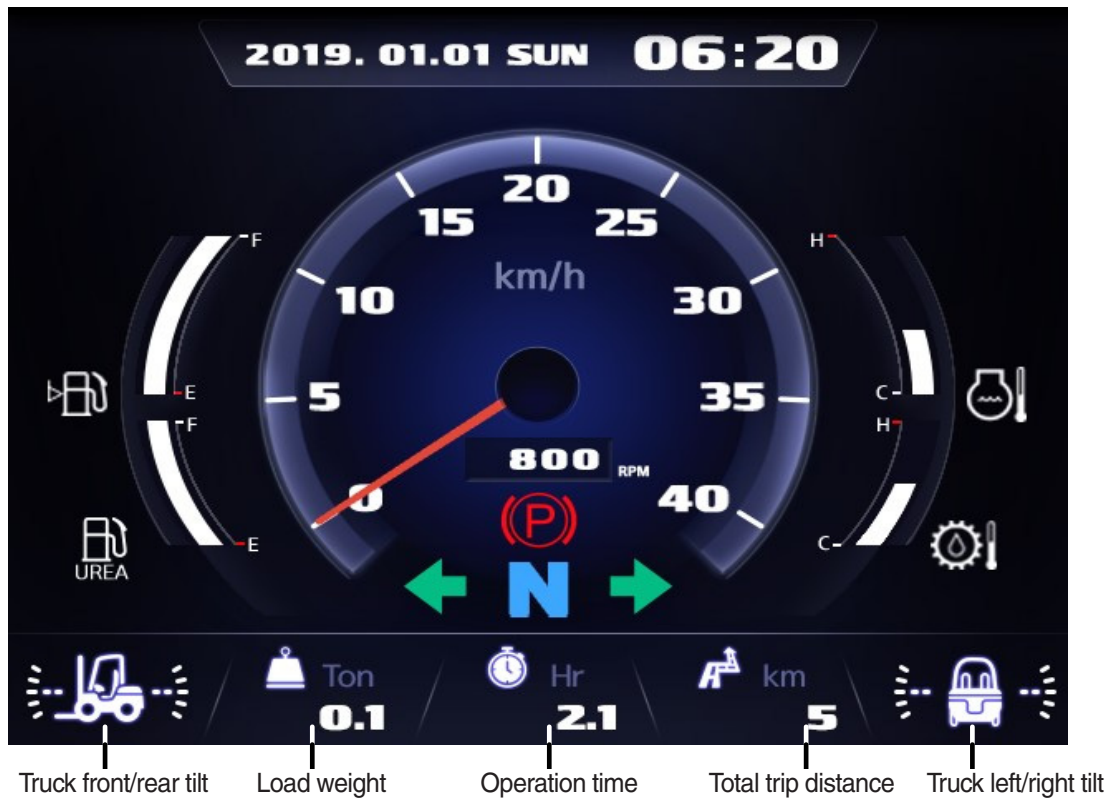 2019. 01.01 SUN 06:20
20
15 25
km/h
10 30
5 35
0 40
800 RPM
P
N
F
E
F
E
UREA
H
C
H
C
Ton
0.1
Hr
2.1
km
5
Truck front/rear tilt
Load weight
Operation time
Total trip distance
Truck left/right tilt